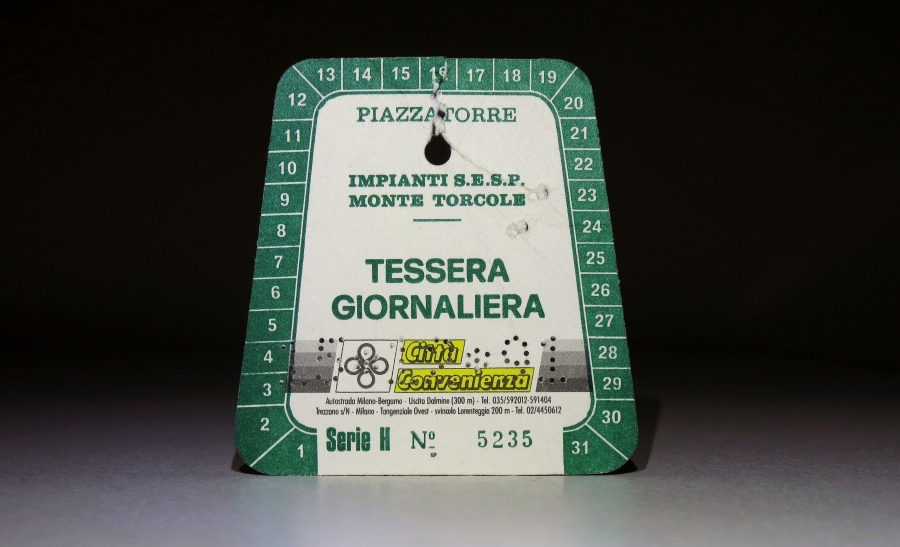 13 14 15 16 17 18 19
12 20
11 21
10 22
9 23
8 24
7 25
6 26
5 27
4 28
3 29
2 30
1 31
PIAZZATORRE
IMPIANTI S.E.S.P.
MONTE TORCOLE
TESSERA
GIORNALIERA
Città
Convenienza
Autostrada Milano-Bergamo - Uscita Dalmine (300 m) - Tel. 035/592012-591404
Trezzano s/N - Milano - Tangenziale Ovest - svincolo Lorenteggio 200 m - Tel. 02/4450612
Serie H Nº 5235